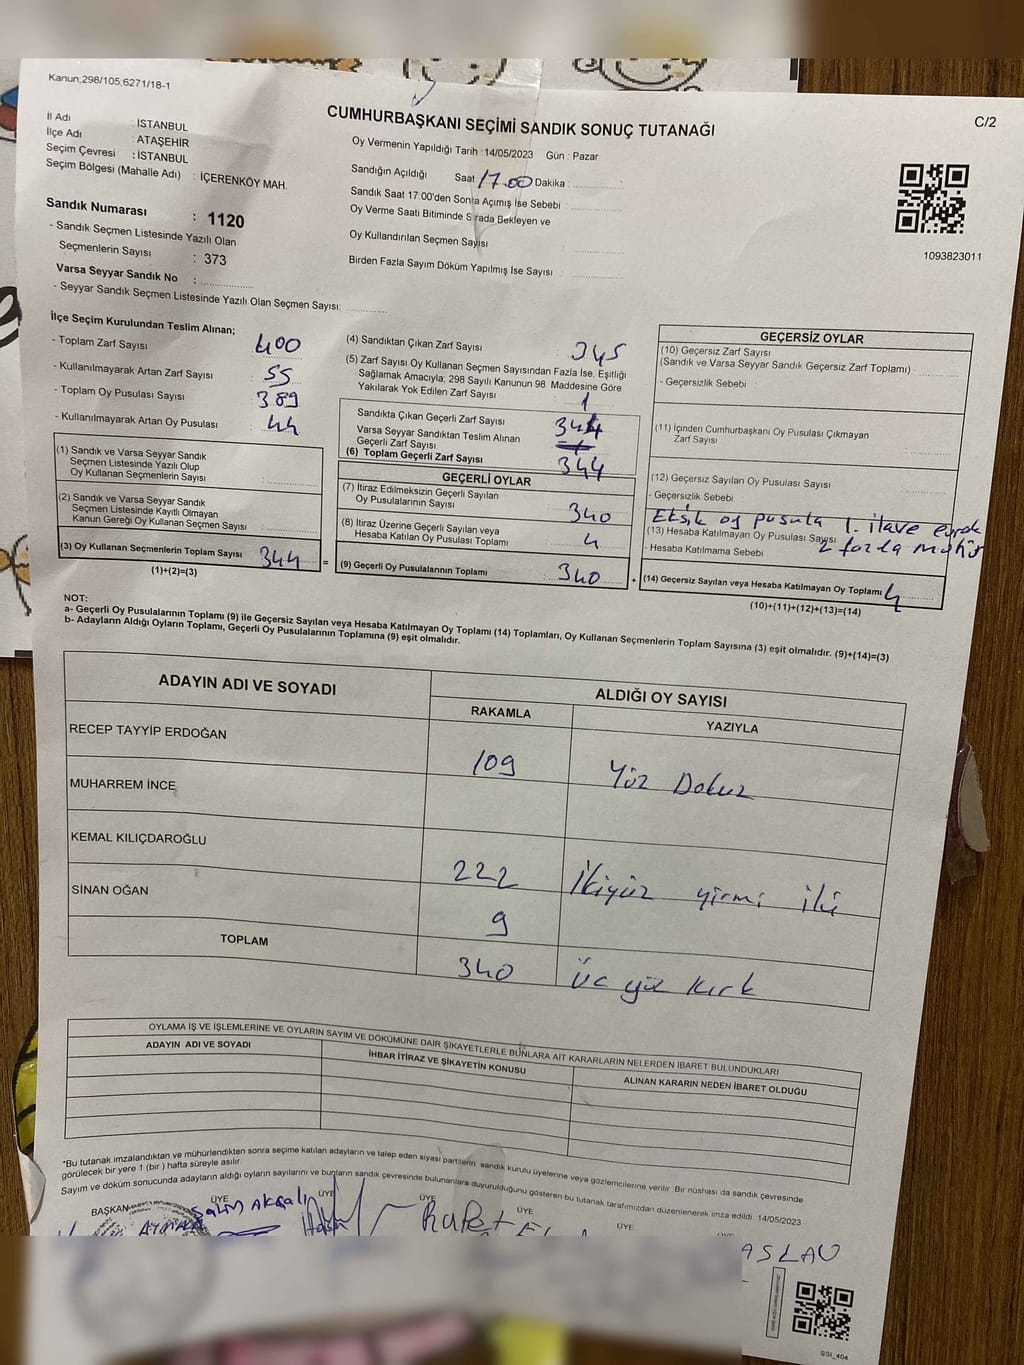 Kanun,298/105,6271/18-1
C/2
CUMHURBAŞKANI SEÇİMİ SANDIK SONUÇ TUTANAĞI
İl Adı : İSTANBUL
İlçe Adı : ATAŞEHİR
Seçim Çevresi : İSTANBUL
Seçim Bölgesi (Mahalle Adı) : İÇERENKÖY MAH.
Sandık Numarası : 1120
- Sandık Seçmen Listesinde Yazılı Olan
Seçmenlerin Sayısı : 373
Varsa Seyyar Sandık No :
- Seyyar Sandık Seçmen Listesinde Yazılı Olan Seçmen Sayısı:
Oy Vermenin Yapıldığı Tarih : 14/05/2023 Gün : Pazar
Sandığın Açıldığı Saat 17.00 Dakika :
Sandık Saat 17:00'den Sonra Açımış İse Sebebi :
Oy Verme Saati Bitiminde Sırada Bekleyen ve
Oy Kullandırılan Seçmen Sayısı
Birden Fazla Sayım Döküm Yapılmış İse Sayısı :
1093823011
İlçe Seçim Kurulundan Teslim Alınan;
- Toplam Zarf Sayısı : 400
- Kullanılmayarak Artan Zarf Sayısı : 55
- Toplam Oy Pusulası Sayısı : 389
- Kullanılmayarak Artan Oy Pusulası : 44
(1) Sandık ve Varsa Seyyar Sandık
Seçmen Listesinde Yazılı Olup
Oy Kullanan Seçmenlerin Sayısı :
(2) Sandık ve Varsa Seyyar Sandık
Seçmen Listesinde Kayıtlı Olmayan
Kanun Gereği Oy Kullanan Seçmen Sayısı :
(3) Oy Kullanan Seçmenlerin Toplam Sayısı : 344 =
(1)+(2)=(3)
(4) Sandıktan Çıkan Zarf Sayısı : 345
(5) Zarf Sayısı Oy Kullanan Seçmen Sayısından Fazla İse, Eşitliği
Sağlamak Amacıyla; 298 Sayılı Kanunun 98. Maddesine Göre
Yakılarak Yok Edilen Zarf Sayısı : 1
Sandıkta Çıkan Geçerli Zarf Sayısı : 344
Varsa Seyyar Sandıktan Teslim Alınan
Geçerli Zarf Sayısı :
(6) Toplam Geçerli Zarf Sayısı : 344
GEÇERLİ OYLAR
(7) İtiraz Edilmeksizin Geçerli Sayılan
Oy Pusulalarının Sayısı : 340
(8) İtiraz Üzerine Geçerli Sayılan veya
Hesaba Katılan Oy Pusulası Toplamı : 4
(9) Geçerli Oy Pusulalarının Toplamı : 340 +
GEÇERSİZ OYLAR
(10) Geçersiz Zarf Sayısı
(Sandık ve Varsa Seyyar Sandık Geçersiz Zarf Toplamı) :
- Geçersizlik Sebebi
(11) İçinden Cumhurbaşkanı Oy Pusulası Çıkmayan
Zarf Sayısı :
(12) Geçersiz Sayılan Oy Pusulası Sayısı :
- Geçersizlik Sebebi
Eksik oy pusula 1. ilave evrak
(13) Hesaba Katılmayan Oy Pusulası Sayısı
2 fazla mühür
- Hesaba Katılmama Sebebi :
(14) Geçersiz Sayılan veya Hesaba Katılmayan Oy Toplamı : 4
(10)+(11)+(12)+(13)=(14)
NOT:
a- Geçerli Oy Pusulalarının Toplamı (9) ile Geçersiz Sayılan veya Hesaba Katılmayan Oy Toplamı (14) Toplamları, Oy Kullanan Seçmenlerin Toplam Sayısına (3) eşit olmalıdır. (9)+(14)=(3)
b- Adayların Aldığı Oyların Toplamı, Geçerli Oy Pusulalarının Toplamına (9) eşit olmalıdır.
ADAYIN ADI VE SOYADI
ALDIĞI OY SAYISI
RAKAMLA YAZIYLA
RECEP TAYYİP ERDOĞAN 109 Yüz Dokuz
MUHARREM İNCE
KEMAL KILIÇDAROĞLU 222 İkiyüz yirmi iki
SİNAN OĞAN 9
TOPLAM 340 Üç yüz kırk
OYLAMA İŞ VE İŞLEMLERİNE VE OYLARIN SAYIM VE DÖKÜMÜNE DAİR ŞİKAYETLERLE BUNLARA AİT KARARLARIN NELERDEN İBARET BULUNDUKLARI
ADAYIN ADI VE SOYADI İHBAR İTİRAZ VE ŞİKAYETİN KONUSU ALINAN KARARIN NEDEN İBARET OLDUĞU
*Bu tutanak imzalandıktan ve mühürlendikten sonra seçime katılan adayların ve talep eden siyasi partilerin sandık kurulu üyelerine veya gözlemcilerine verilir. Bir nüshası da sandık çevresinde
görülecek bir yere 1 (bir) hafta süreyle asılır.
Sayım ve döküm sonucunda adayların aldığı oyların sayılarını ve bunların sandık çevresinde bulunanlara duyurulduğunu gösteren bu tutanak tarafımızdan düzenlenerek imza edildi. 14/05/2023
BAŞKAN ÜYE ÜYE ÜYE ÜYE ÜYE
Salim Akçalın
Rafet
ASLAN
GSI_404